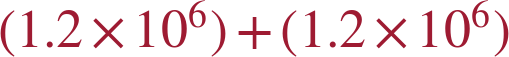 (1.2 × 10⁶) + (1.2 × 10⁶)